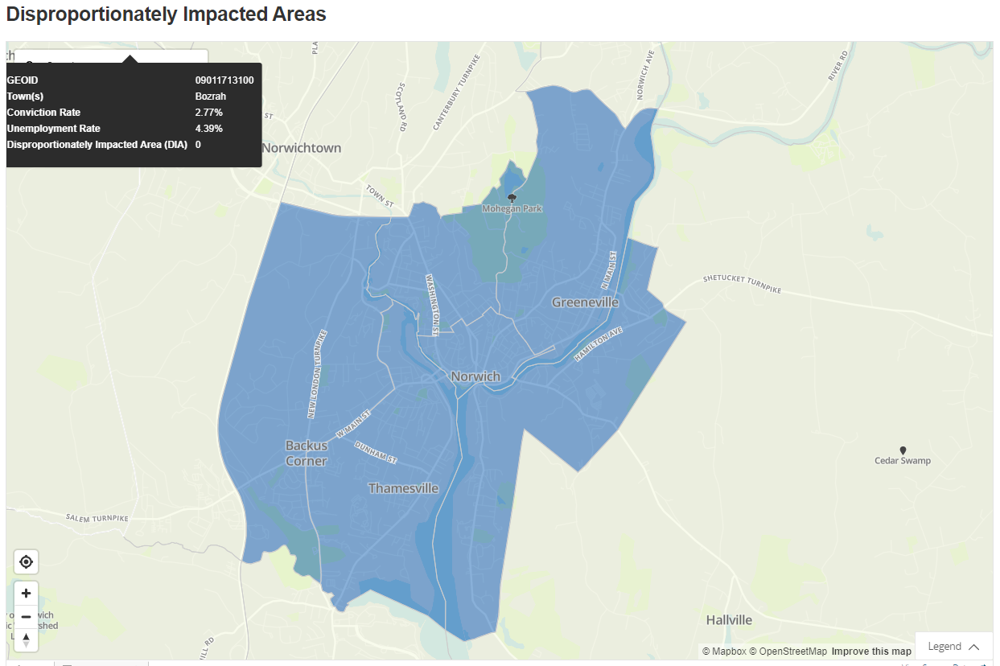 Disproportionately Impacted Areas
GEOID 09011713100
Town(s) Bozrah
Conviction Rate 2.77%
Unemployment Rate 4.39%
Disproportionately Impacted Area (DIA) 0
SCOTLAND RD
CANTERBURY TURNPIKE
NORWICH AVE
RIVER RD
ST
Norwichtown
TOWN ST
Mohegan Park
N MAIN ST
SHETUCKET TURNPIKE
WASHINGTON ST
Greeneville
HAMILTON AVE
NEW LONDON TURNPIKE
Norwich
W MAIN ST
Backus
Corner
DUNHAM ST
Cedar Swamp
Thamesville
SALEM TURNPIKE
Hallville
HILL RD
© Mapbox © OpenStreetMap Improve this map
Legend